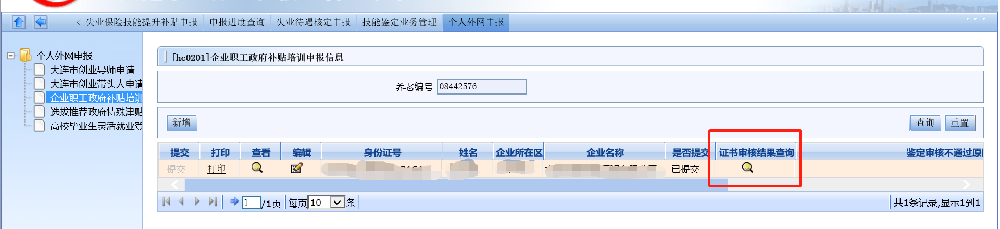 < 失业保险技能提升补贴申报 申报进度查询 失业待遇核定申报 技能鉴定业务管理 个人外网申报
个人外网申报
大连市创业导师申请
大连市创业带头人申请
企业职工政府补贴培训
选拔推荐政府特殊津贴
高校毕业生灵活就业登
[hc0201]企业职工政府补贴培训申报信息
养老编号 08442576
新增 查询 重置
提交 打印 查看 编辑 身份证号 姓名 企业所在区 企业名称 是否提交 证书审核结果查询 鉴定审核不通过原
提交 打印 已提交
1 /1页 每页 10 条 共1条记录,显示1到1